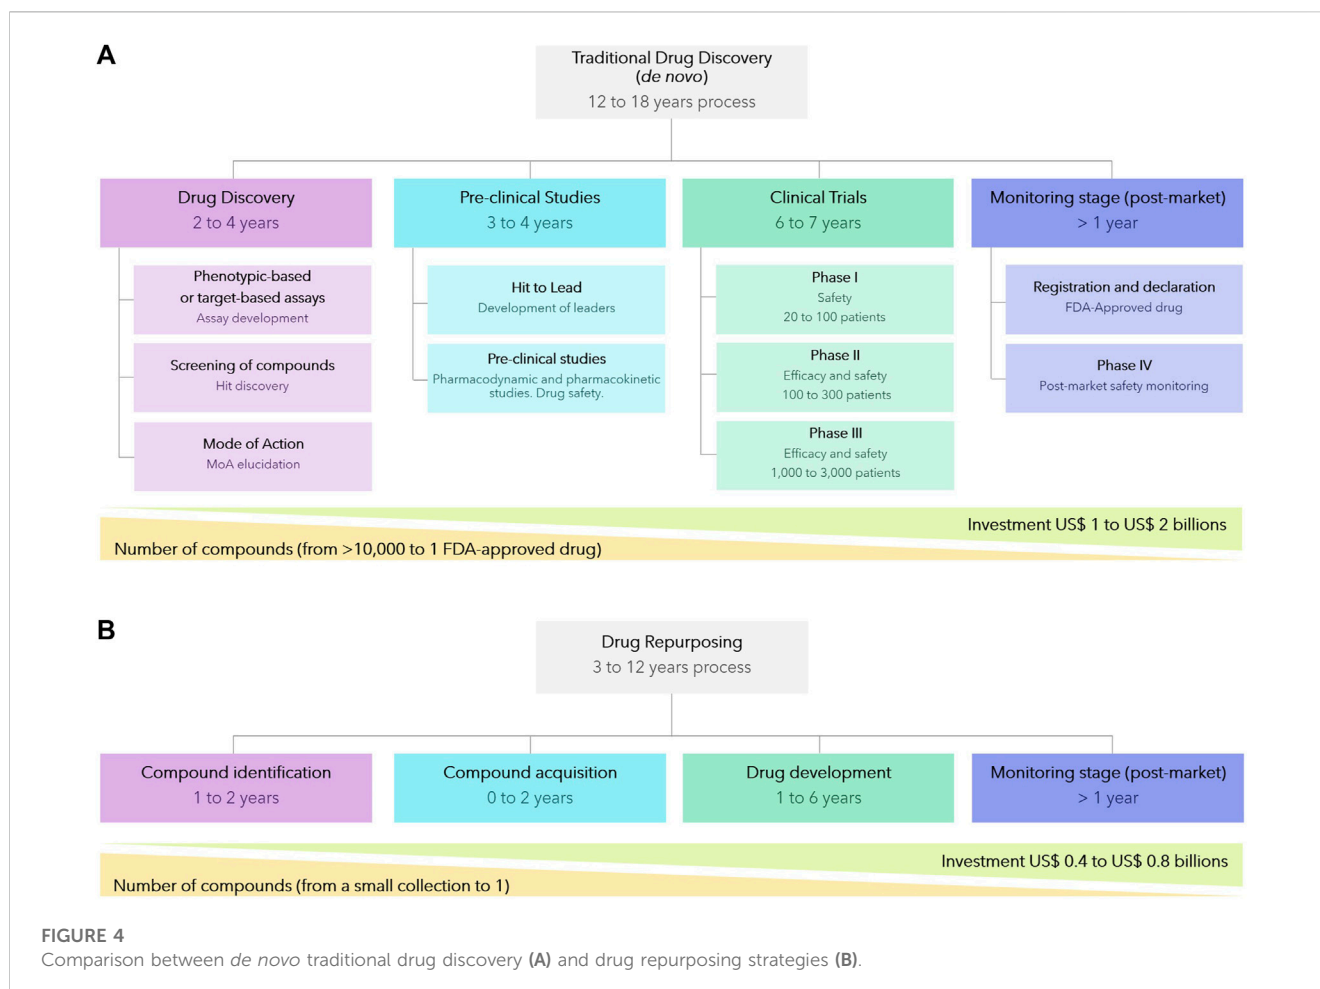 A
Traditional Drug Discovery
(de novo)
12 to 18 years process
Drug Discovery
2 to 4 years
Pre-clinical Studies
3 to 4 years
Clinical Trials
6 to 7 years
Monitoring stage (post-market)
> 1 year
Phenotypic-based
or target-based assays
Assay development
Screening of compounds
Hit discovery
Mode of Action
MoA elucidation
Hit to Lead
Development of leaders
Pre-clinical studies
Pharmacodynamic and pharmacokinetic
studies. Drug safety.
Phase I
Safety
20 to 100 patients
Phase II
Efficacy and safety
100 to 300 patients
Phase III
Efficacy and safety
1,000 to 3,000 patients
Registration and declaration
FDA-Approved drug
Phase IV
Post-market safety monitoring
Investment US$ 1 to US$ 2 billions
Number of compounds (from >10,000 to 1 FDA-approved drug)
B
Drug Repurposing
3 to 12 years process
Compound identification
1 to 2 years
Compound acquisition
0 to 2 years
Drug development
1 to 6 years
Monitoring stage (post-market)
> 1 year
Investment US$ 0.4 to US$ 0.8 billions
Number of compounds (from a small collection to 1)
FIGURE 4
Comparison between de novo traditional drug discovery (A) and drug repurposing strategies (B).